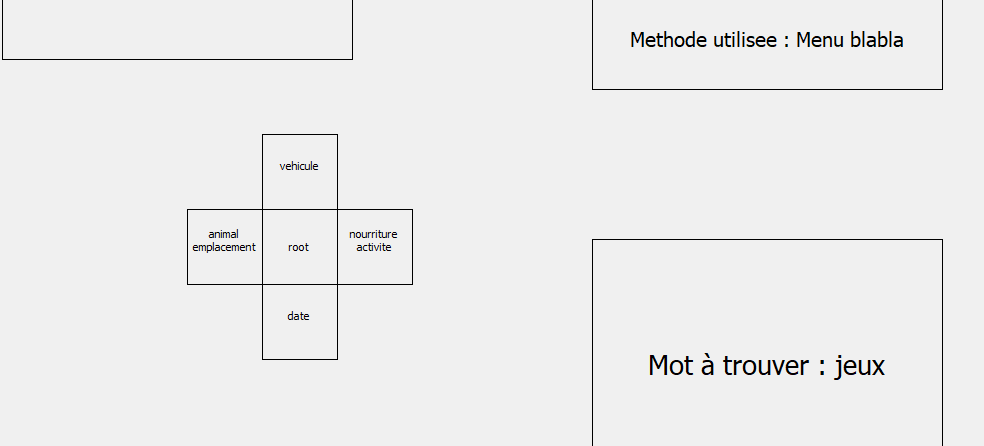 Methode utilisee : Menu blabla
vehicule
animal
emplacement
root
nourriture
activite
date
Mot à trouver : jeux